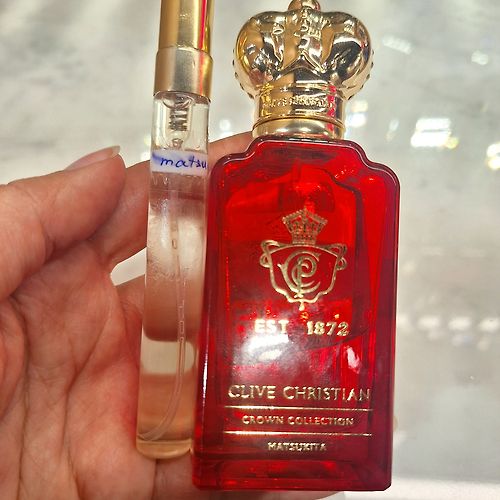 matsu
EST 1872
CLIVE CHRISTIAN
CROWN COLLECTION
MATSUKITA